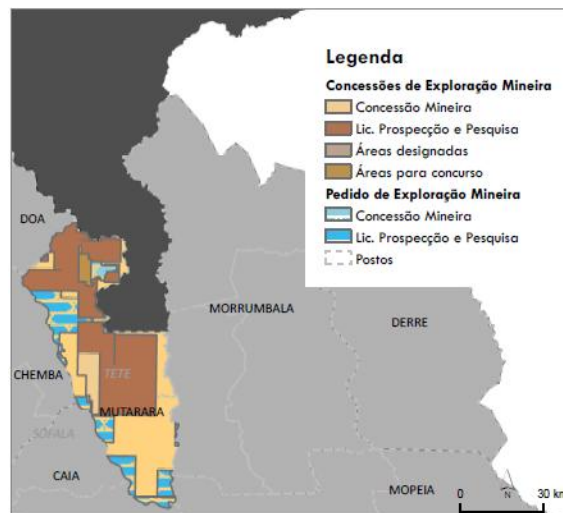 Legenda
Concessões de Exploração Mineira
Concessão Mineira
Lic. Prospecção e Pesquisa
Áreas designadas
Áreas para concurso
Pedido de Exploração Mineira
Concessão Mineira
Lic. Prospecção e Pesquisa
Postos
DOA
MORRUMBALA
DERRE
CHEMBA
TETE
MUTARARA
SOFALA
CAIA
MOPEIA
N
0 30 km